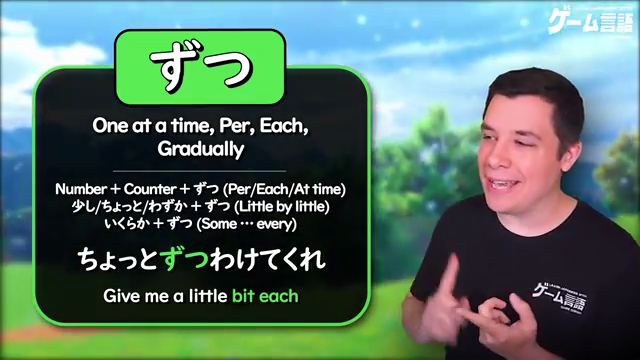 ゲーム言語
ずつ
One at a time, Per, Each,
Gradually
Number + Counter + ずつ (Per/Each/At time)
少し/ちょっと/わずか + ずつ (Little by little)
いくらか + ずつ (Some … every)
ちょっとずつわけてくれ
Give me a little bit each
ゲーム言語